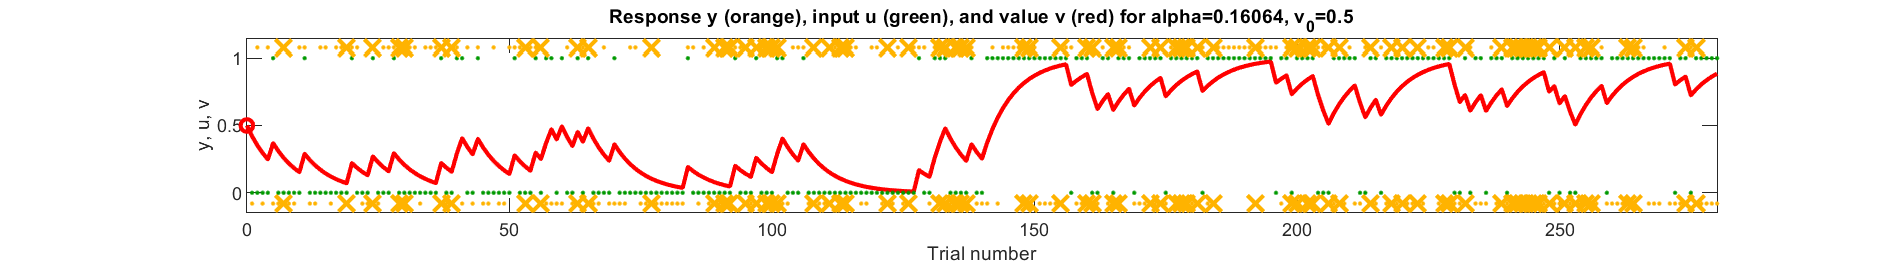 Response y (orange), input u (green), and value v (red) for alpha=0.16064, v₀=0.5
1
0.5
0
y, u, v
0 50 100 150 200 250
Trial number